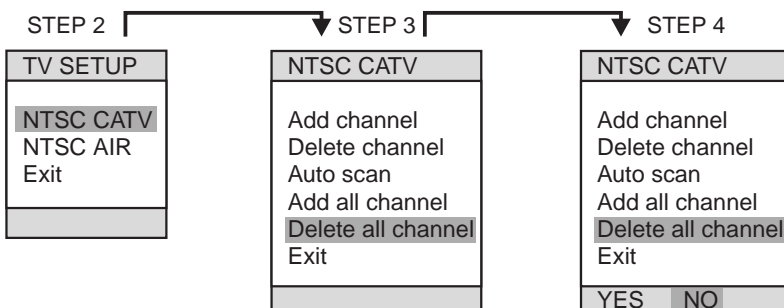 STEP 2
STEP 3
STEP 4
TV SETUP
NTSC CATV
NTSC AIR
Exit
NTSC CATV
Add channel
Delete channel
Auto scan
Add all channel
Delete all channel
Exit
NTSC CATV
Add channel
Delete channel
Auto scan
Add all channel
Delete all channel
Exit
YES NO